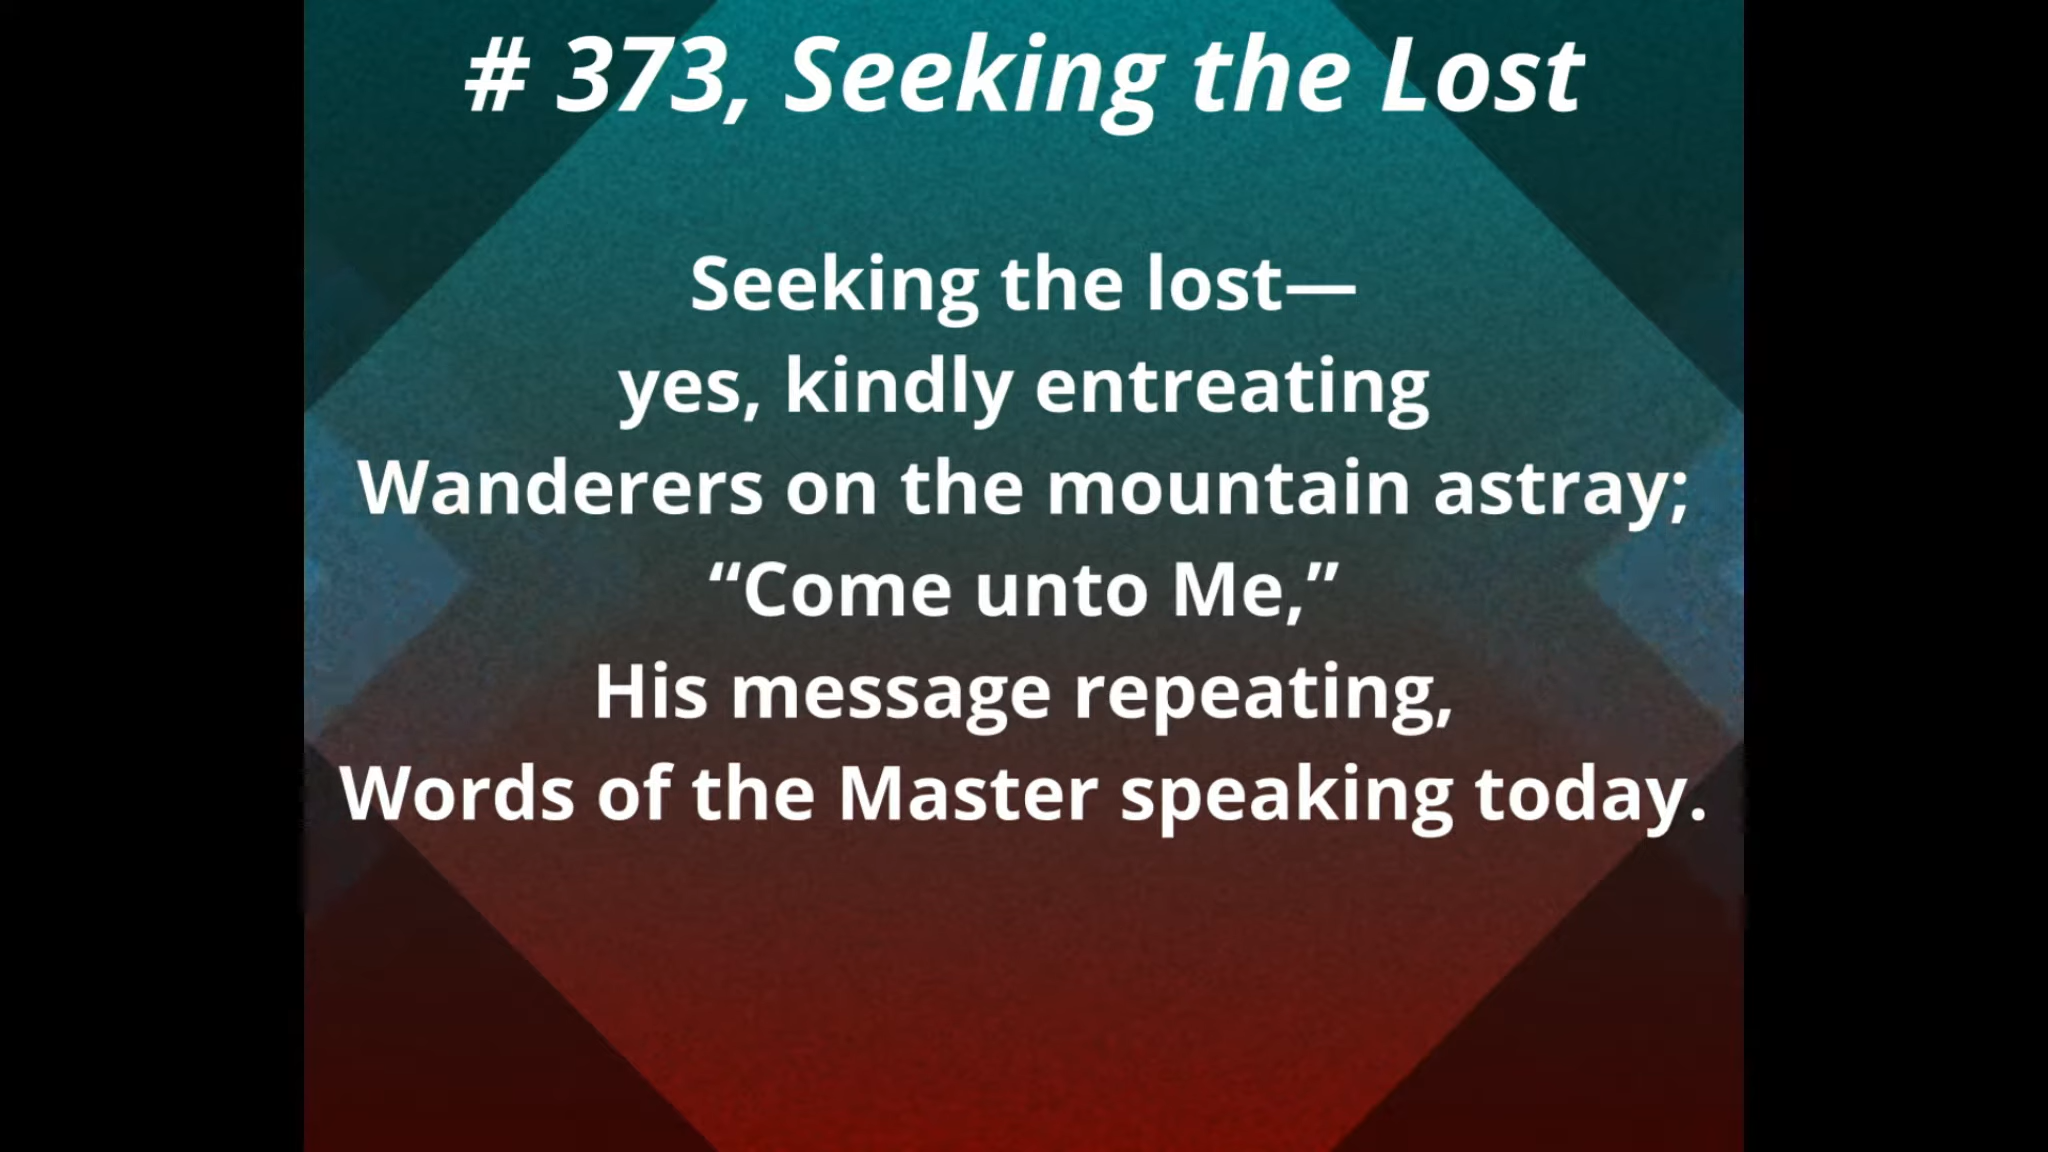 # 373, Seeking the Lost
Seeking the lost—
yes, kindly entreating
Wanderers on the mountain astray;
“Come unto Me,”
His message repeating,
Words of the Master speaking today.